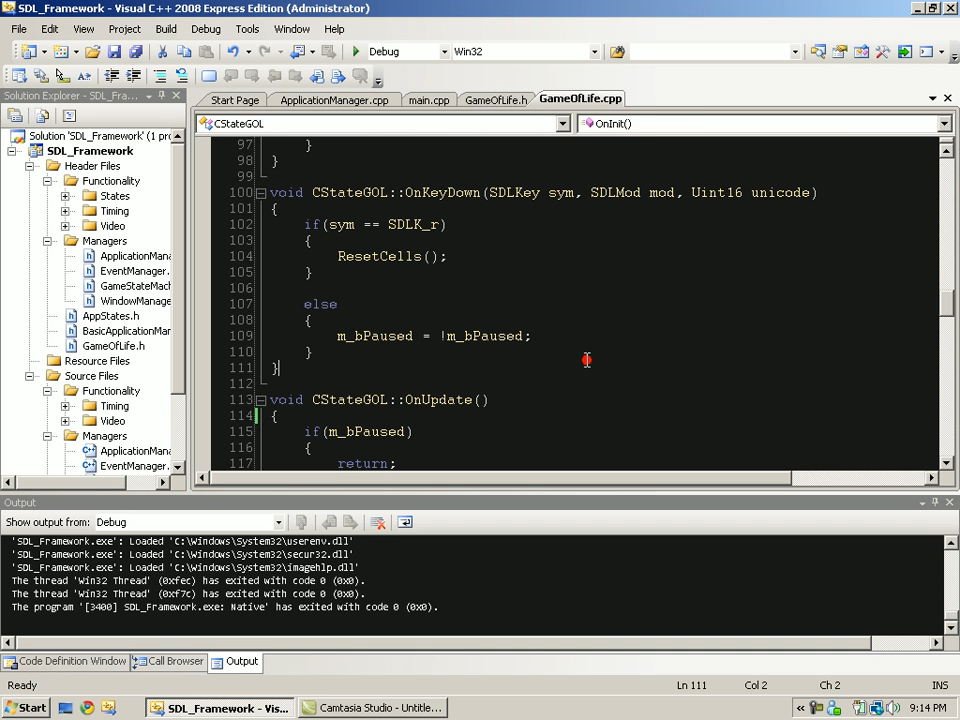 SDL_Framework - Visual C++ 2008 Express Edition (Administrator)
File Edit View Project Build Debug Tools Window Help
Debug Win32
Solution Explorer - SDL_Fra...
Start Page ApplicationManager.cpp main.cpp GameOfLife.h GameOfLife.cpp
CStateGOL OnInit()
Solution 'SDL_Framework' (1 pr
SDL_Framework
Header Files
Functionality
States
Timing
Video
Managers
ApplicationMana
EventManager.
GameStateMac
WindowManage
AppStates.h
BasicApplicationMar
GameOfLife.h
Resource Files
Source Files
Functionality
Timing
Video
Managers
ApplicationMana
EventManager.
97 }
98 }
99
100 void CStateGOL::OnKeyDown(SDLKey sym, SDLMod mod, Uint16 unicode)
101 {
102 if(sym == SDLK_r)
103 {
104 ResetCells();
105 }
106
107 else
108 {
109 m_bPaused = !m_bPaused;
110 }
111 }
112
113 void CStateGOL::OnUpdate()
114 {
115 if(m_bPaused)
116 {
117 return;
Output
Show output from: Debug
'SDL_Framework.exe': Loaded 'C:\Windows\System32\userenv.dll'
'SDL_Framework.exe': Loaded 'C:\Windows\System32\secur32.dll'
'SDL_Framework.exe': Loaded 'C:\Windows\System32\imagehlp.dll'
The thread 'Win32 Thread' (0xfec) has exited with code 0 (0x0).
The thread 'Win32 Thread' (0xf7c) has exited with code 0 (0x0).
The program '[3400] SDL_Framework.exe: Native' has exited with code 0 (0x0).
Code Definition Window Call Browser Output
Ready Ln 111 Col 2 Ch 2 INS
Start SDL_Framework - Vis... Camtasia Studio - Untitle... « 9:14 PM